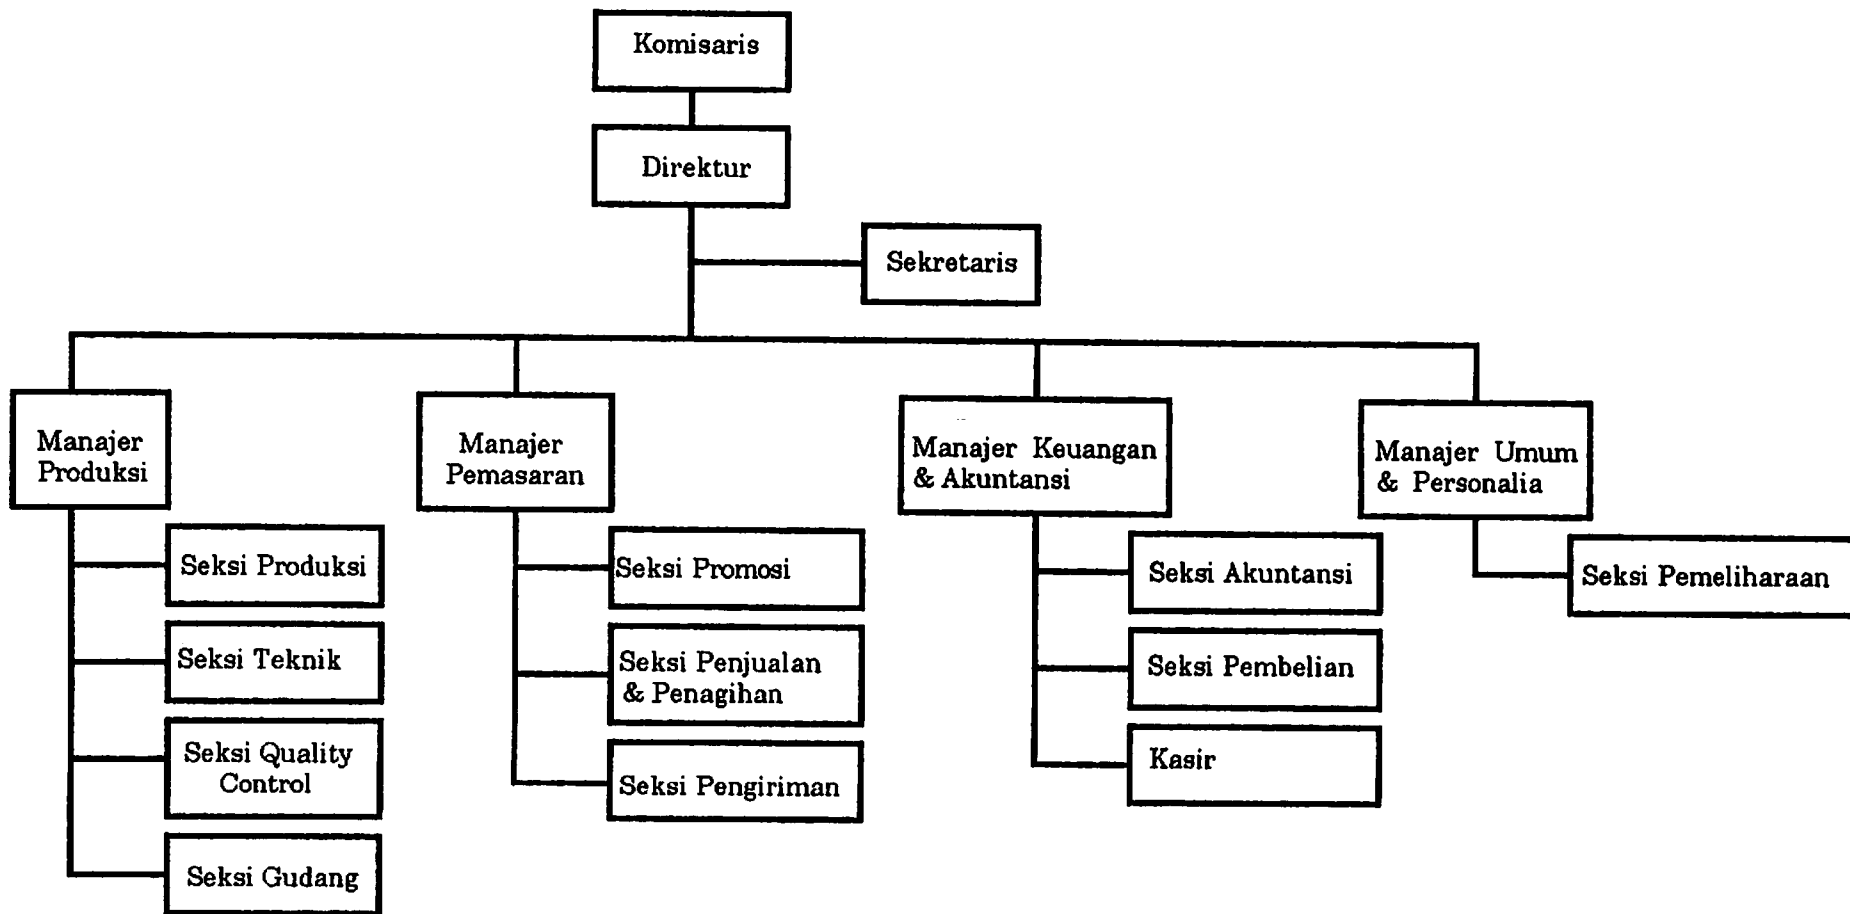 Komisaris
Direktur
Sekretaris
Manajer
Produksi
Manajer
Pemasaran
Manajer Keuangan
& Akuntansi
Manajer Umum
& Personalia
Seksi Produksi
Seksi Teknik
Seksi Quality
Control
Seksi Gudang
Seksi Promosi
Seksi Penjualan
& Penagihan
Seksi Pengiriman
Seksi Akuntansi
Seksi Pembelian
Kasir
Seksi Pemeliharaan